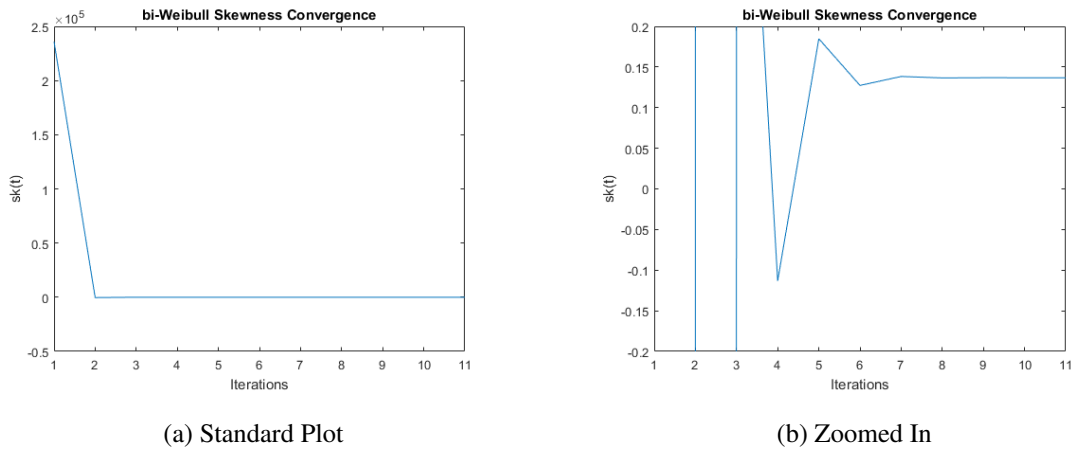 bi-Weibull Skewness Convergence
×10⁵
2.5
2
1.5
1
0.5
0
-0.5
sk(t)
1 2 3 4 5 6 7 8 9 10 11
Iterations
(a) Standard Plot
bi-Weibull Skewness Convergence
0.2
0.15
0.1
0.05
0
-0.05
-0.1
-0.15
-0.2
sk(t)
1 2 3 4 5 6 7 8 9 10 11
Iterations
(b) Zoomed In